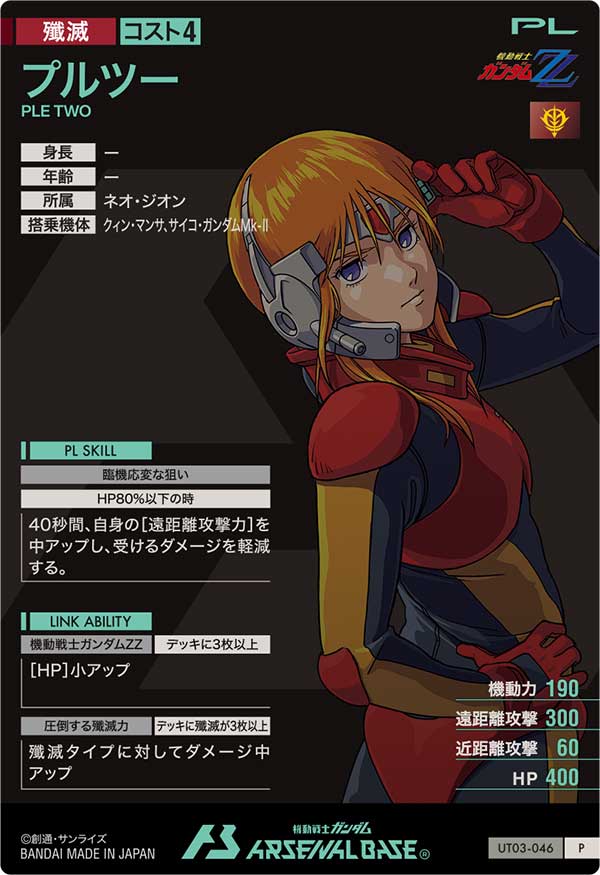 殲滅 コスト4 PL
プルツー
PLE TWO
機動戦士
ガンダムZZ
身長 ー
年齢 ー
所属 ネオ・ジオン
搭乗機体 クィン・マンサ、サイコ・ガンダムMk-Ⅱ
PL SKILL
臨機応変な狙い
HP80%以下の時
40秒間、自身の[遠距離攻撃力]を
中アップし、受けるダメージを軽減
する。
LINK ABILITY
機動戦士ガンダムZZ デッキに3枚以上
[HP]小アップ
圧倒する殲滅力 デッキに殲滅が3枚以上
殲滅タイプに対してダメージ中
アップ
機動力 190
遠距離攻撃 300
近距離攻撃 60
HP 400
©創通・サンライズ
BANDAI MADE IN JAPAN
機動戦士ガンダム
ARSENAL BASE®
UT03-046 P